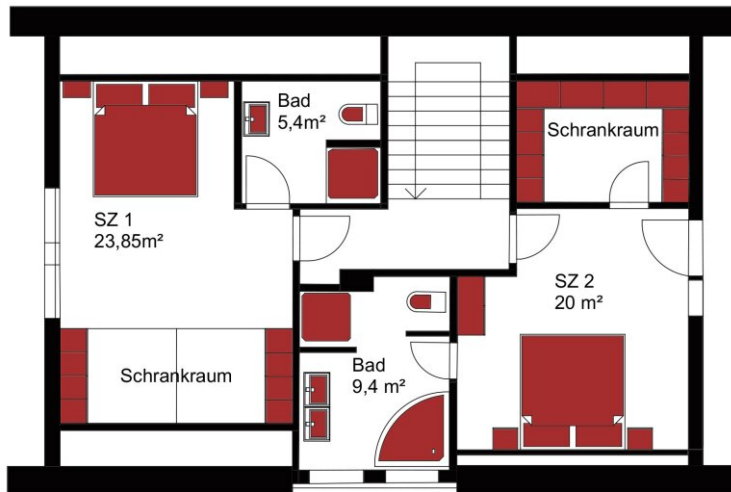 Bad
5,4m²
Schrankraum
SZ 1
23,85m²
SZ 2
20 m²
Schrankraum
Bad
9,4 m²